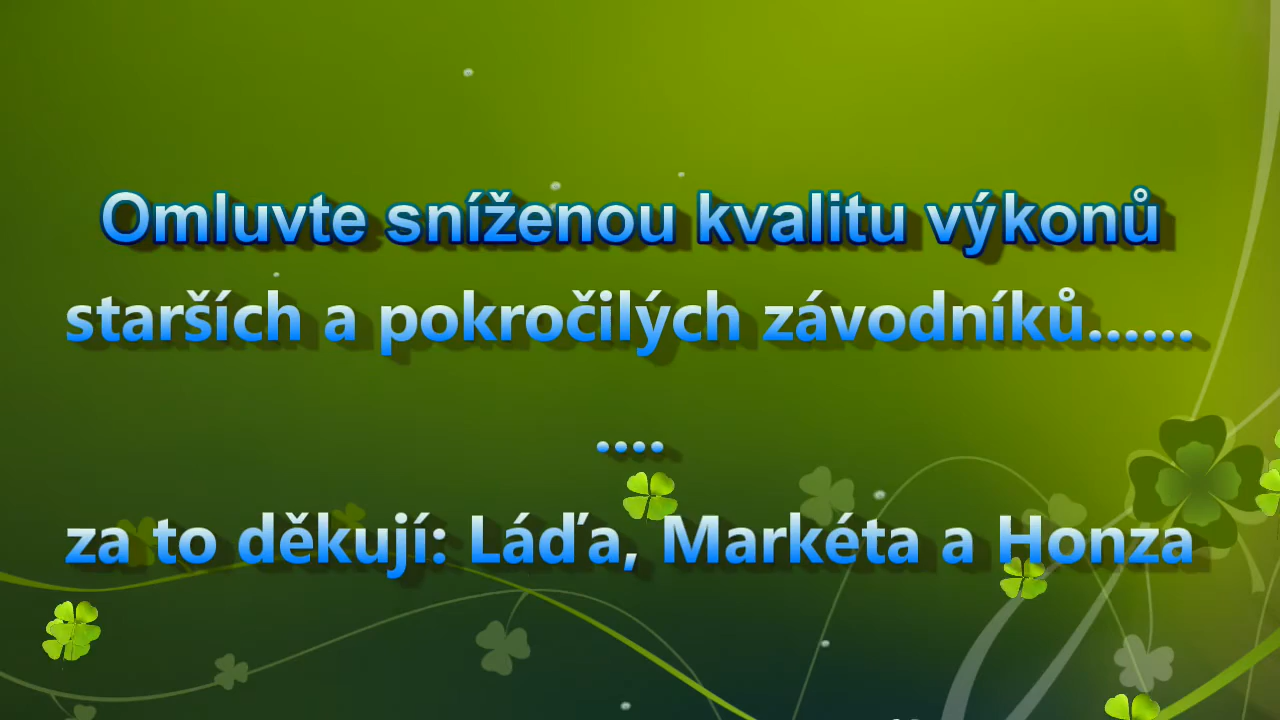 Omluvte sníženou kvalitu výkonů
starších a pokročilých závodníků......
....
za to děkují: Láďa, Markéta a Honza